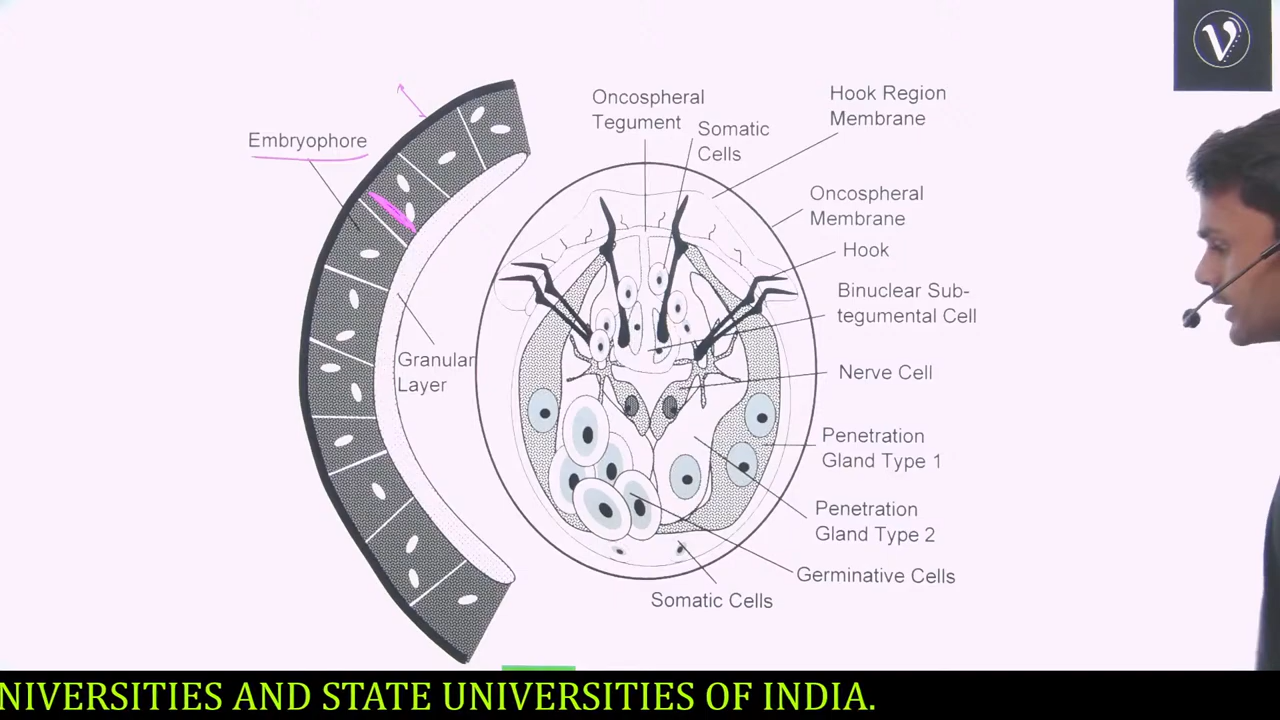 Oncospheral
Tegument
Somatic
Cells
Hook Region
Membrane
Embryophore
Oncospheral
Membrane
Hook
Binuclear Sub-
tegumental Cell
Granular
Layer
Nerve Cell
Penetration
Gland Type 1
Penetration
Gland Type 2
Germinative Cells
Somatic Cells
V
NIVERSITIES AND STATE UNIVERSITIES OF INDIA.